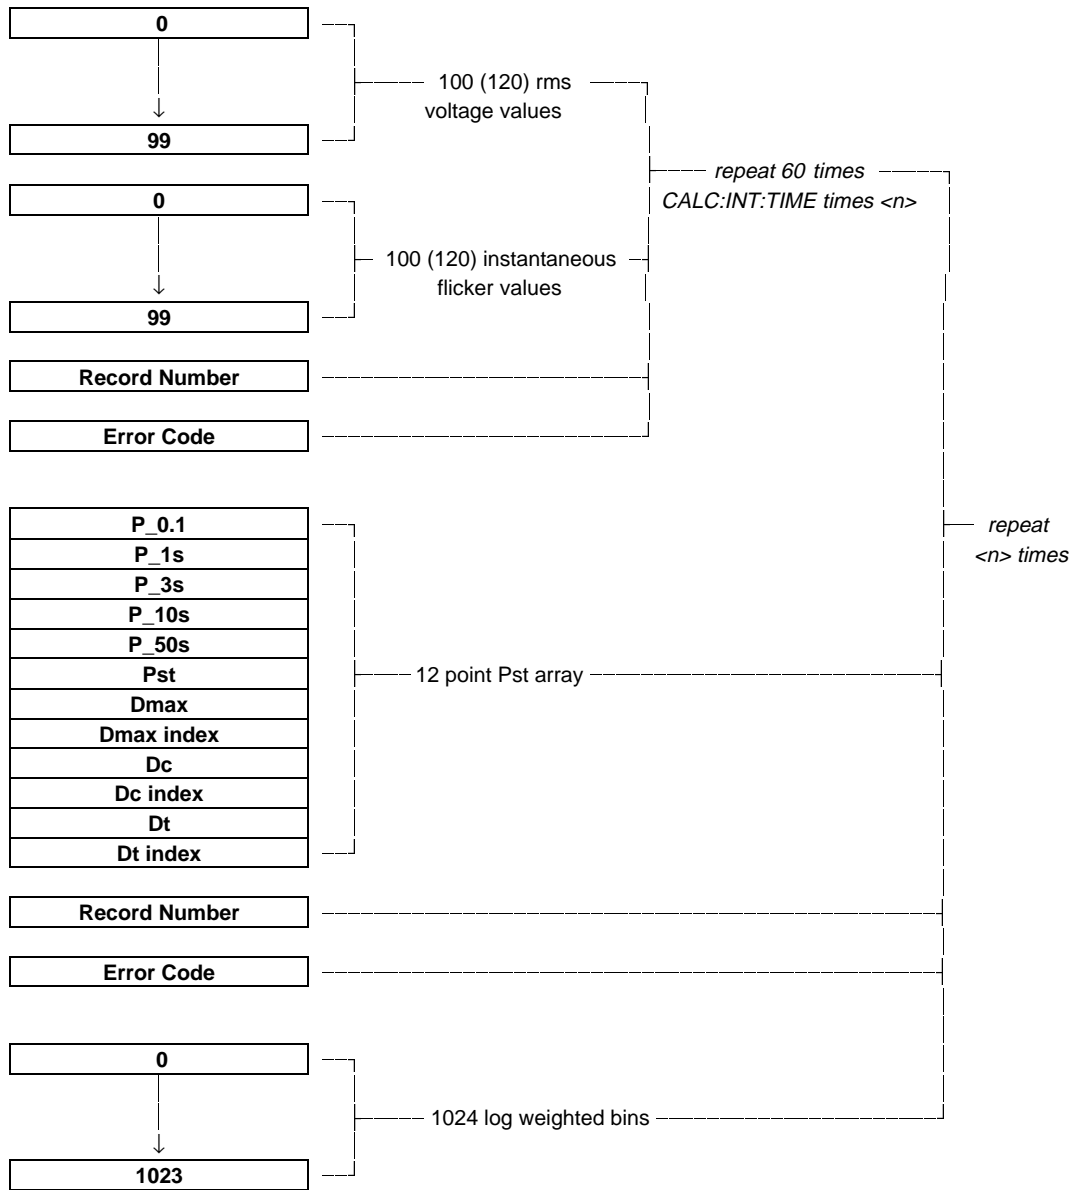 0
100 (120) rms
voltage values
99
repeat 60 times
CALC:INT:TIME times <n>
0
100 (120) instantaneous
flicker values
99
Record Number
Error Code
P_0.1
P_1s
P_3s
P_10s
P_50s
Pst
Dmax
Dmax index
Dc
Dc index
Dt
Dt index
12 point Pst array
repeat
<n> times
Record Number
Error Code
0
1024 log weighted bins
1023